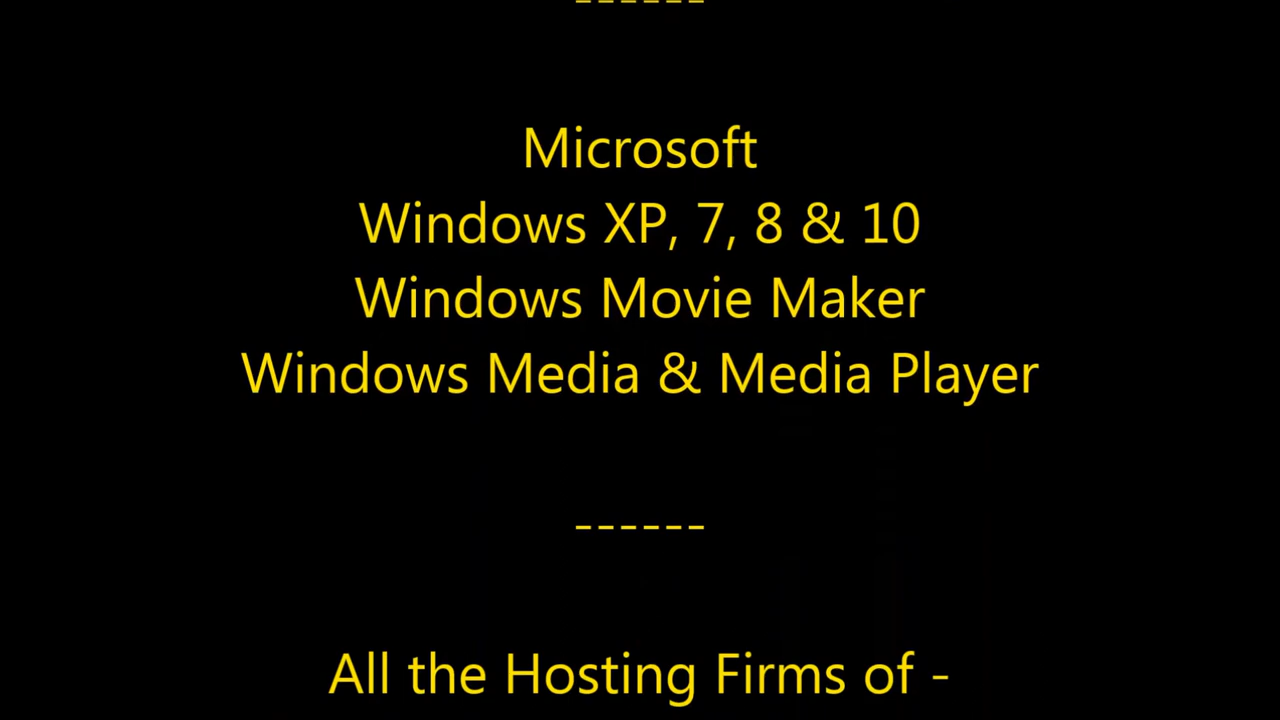 ------
Microsoft
Windows XP, 7, 8 & 10
Windows Movie Maker
Windows Media & Media Player
------
All the Hosting Firms of -